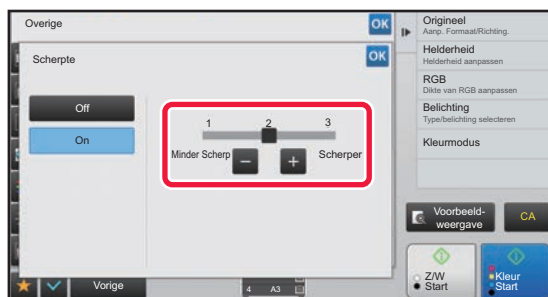 Overige
OK
Scherpte
OK
Off
On
1 2 3
Minder Scherp
Scherper
Vorige
4 A3
Origineel
Aanp. Formaat/Richting.
Helderheid
Helderheid aanpassen
RGB
Dikte van RGB aanpassen
Belichting
Type/belichting selecteren
Kleurmodus
Voorbeeld-
weergave
CA
Z/W
Start
Kleur
Start